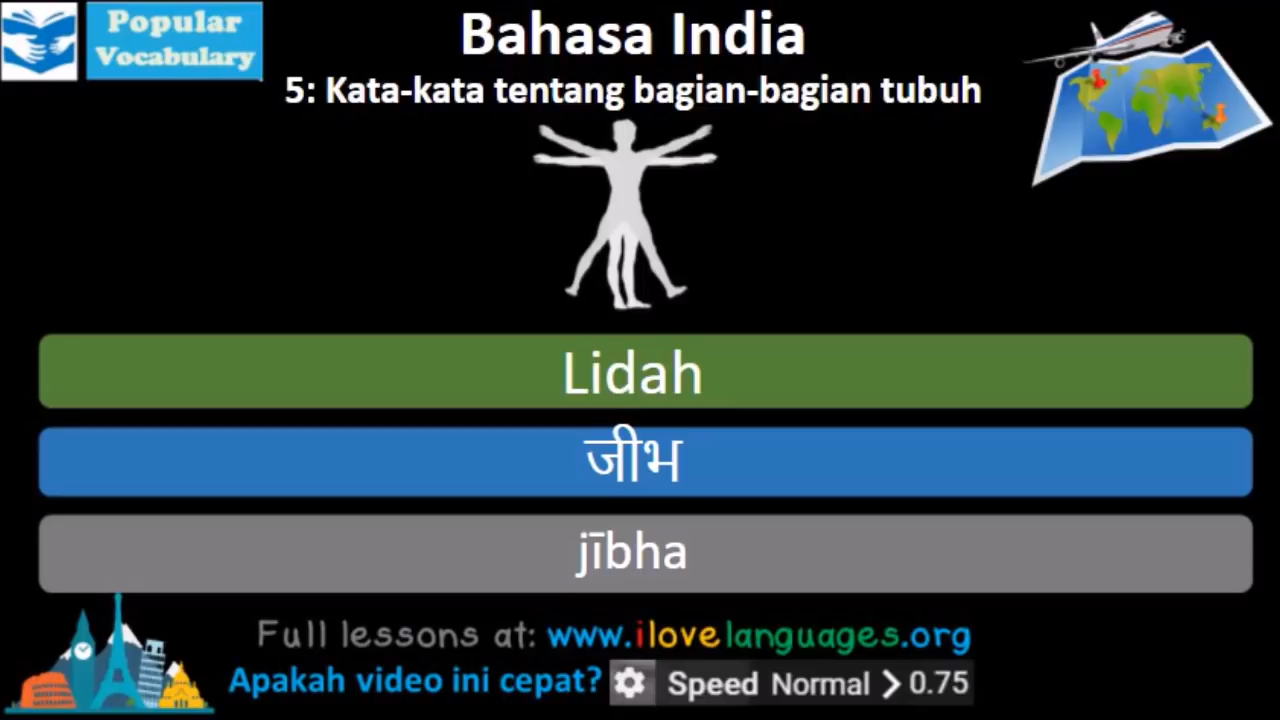 Popular
Vocabulary
Bahasa India
5: Kata-kata tentang bagian-bagian tubuh
Lidah
जीभ
jībha
Full lessons at: www.ilovelanguages.org
Apakah video ini cepat? Speed Normal > 0.75